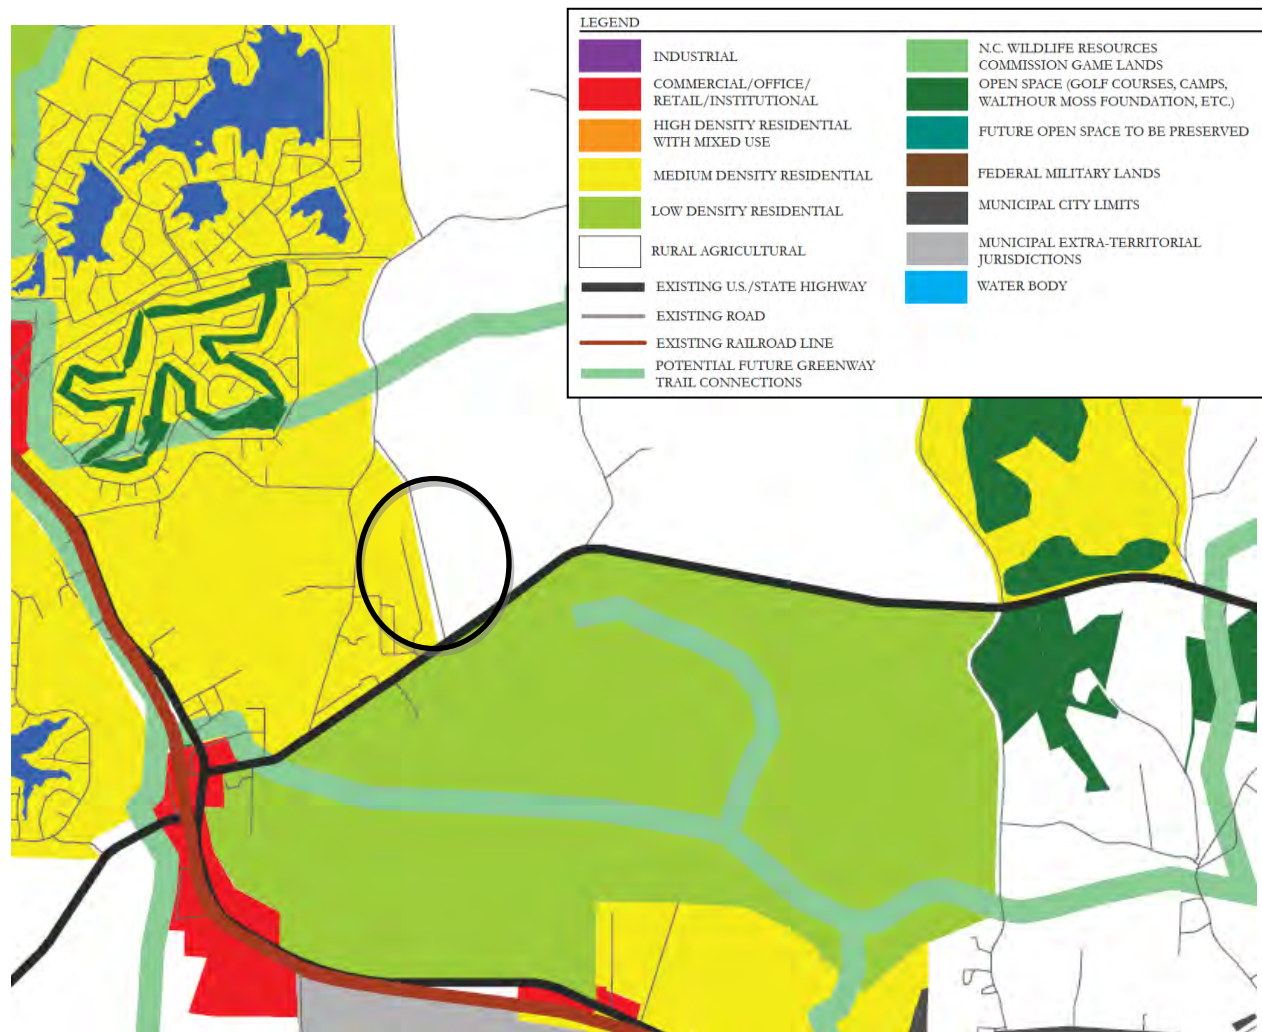 LEGEND
INDUSTRIAL
COMMERCIAL/OFFICE/
RETAIL/INSTITUTIONAL
HIGH DENSITY RESIDENTIAL
WITH MIXED USE
MEDIUM DENSITY RESIDENTIAL
LOW DENSITY RESIDENTIAL
RURAL AGRICULTURAL
EXISTING U.S./STATE HIGHWAY
EXISTING ROAD
EXISTING RAILROAD LINE
POTENTIAL FUTURE GREENWAY
TRAIL CONNECTIONS
N.C. WILDLIFE RESOURCES
COMMISSION GAME LANDS
OPEN SPACE (GOLF COURSES, CAMPS,
WALTHOUR MOSS FOUNDATION, ETC.)
FUTURE OPEN SPACE TO BE PRESERVED
FEDERAL MILITARY LANDS
MUNICIPAL CITY LIMITS
MUNICIPAL EXTRA-TERRITORIAL
JURISDICTIONS
WATER BODY